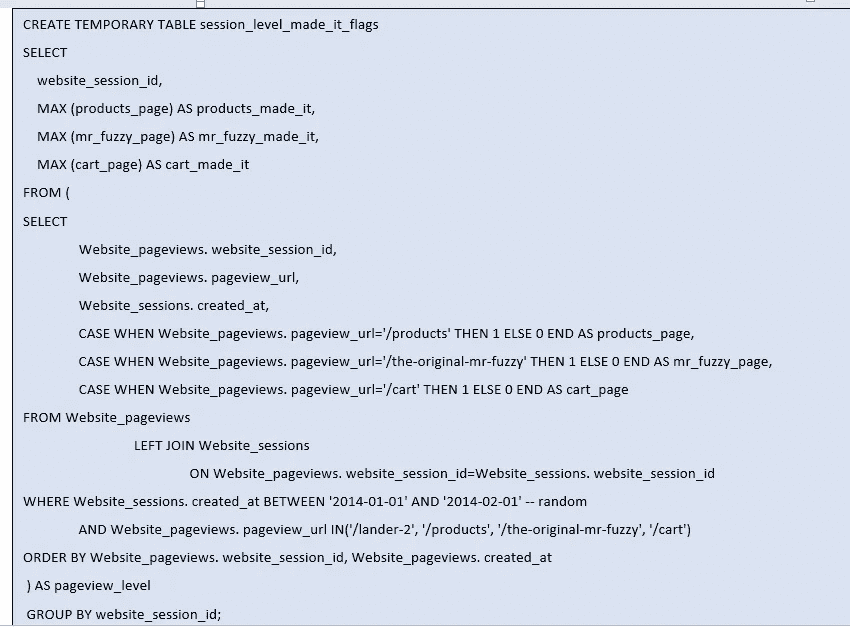 CREATE TEMPORARY TABLE session_level_made_it_flags
SELECT
website_session_id,
MAX (products_page) AS products_made_it,
MAX (mr_fuzzy_page) AS mr_fuzzy_made_it,
MAX (cart_page) AS cart_made_it
FROM (
SELECT
Website_pageviews. website_session_id,
Website_pageviews. pageview_url,
Website_sessions. created_at,
CASE WHEN Website_pageviews. pageview_url='/products' THEN 1 ELSE 0 END AS products_page,
CASE WHEN Website_pageviews. pageview_url='/the-original-mr-fuzzy' THEN 1 ELSE 0 END AS mr_fuzzy_page,
CASE WHEN Website_pageviews. pageview_url='/cart' THEN 1 ELSE 0 END AS cart_page
FROM Website_pageviews
LEFT JOIN Website_sessions
ON Website_pageviews. website_session_id=Website_sessions. website_session_id
WHERE Website_sessions. created_at BETWEEN '2014-01-01' AND '2014-02-01' -- random
AND Website_pageviews. pageview_url IN('/lander-2', '/products', '/the-original-mr-fuzzy', '/cart')
ORDER BY Website_pageviews. website_session_id, Website_pageviews. created_at
) AS pageview_level
GROUP BY website_session_id;